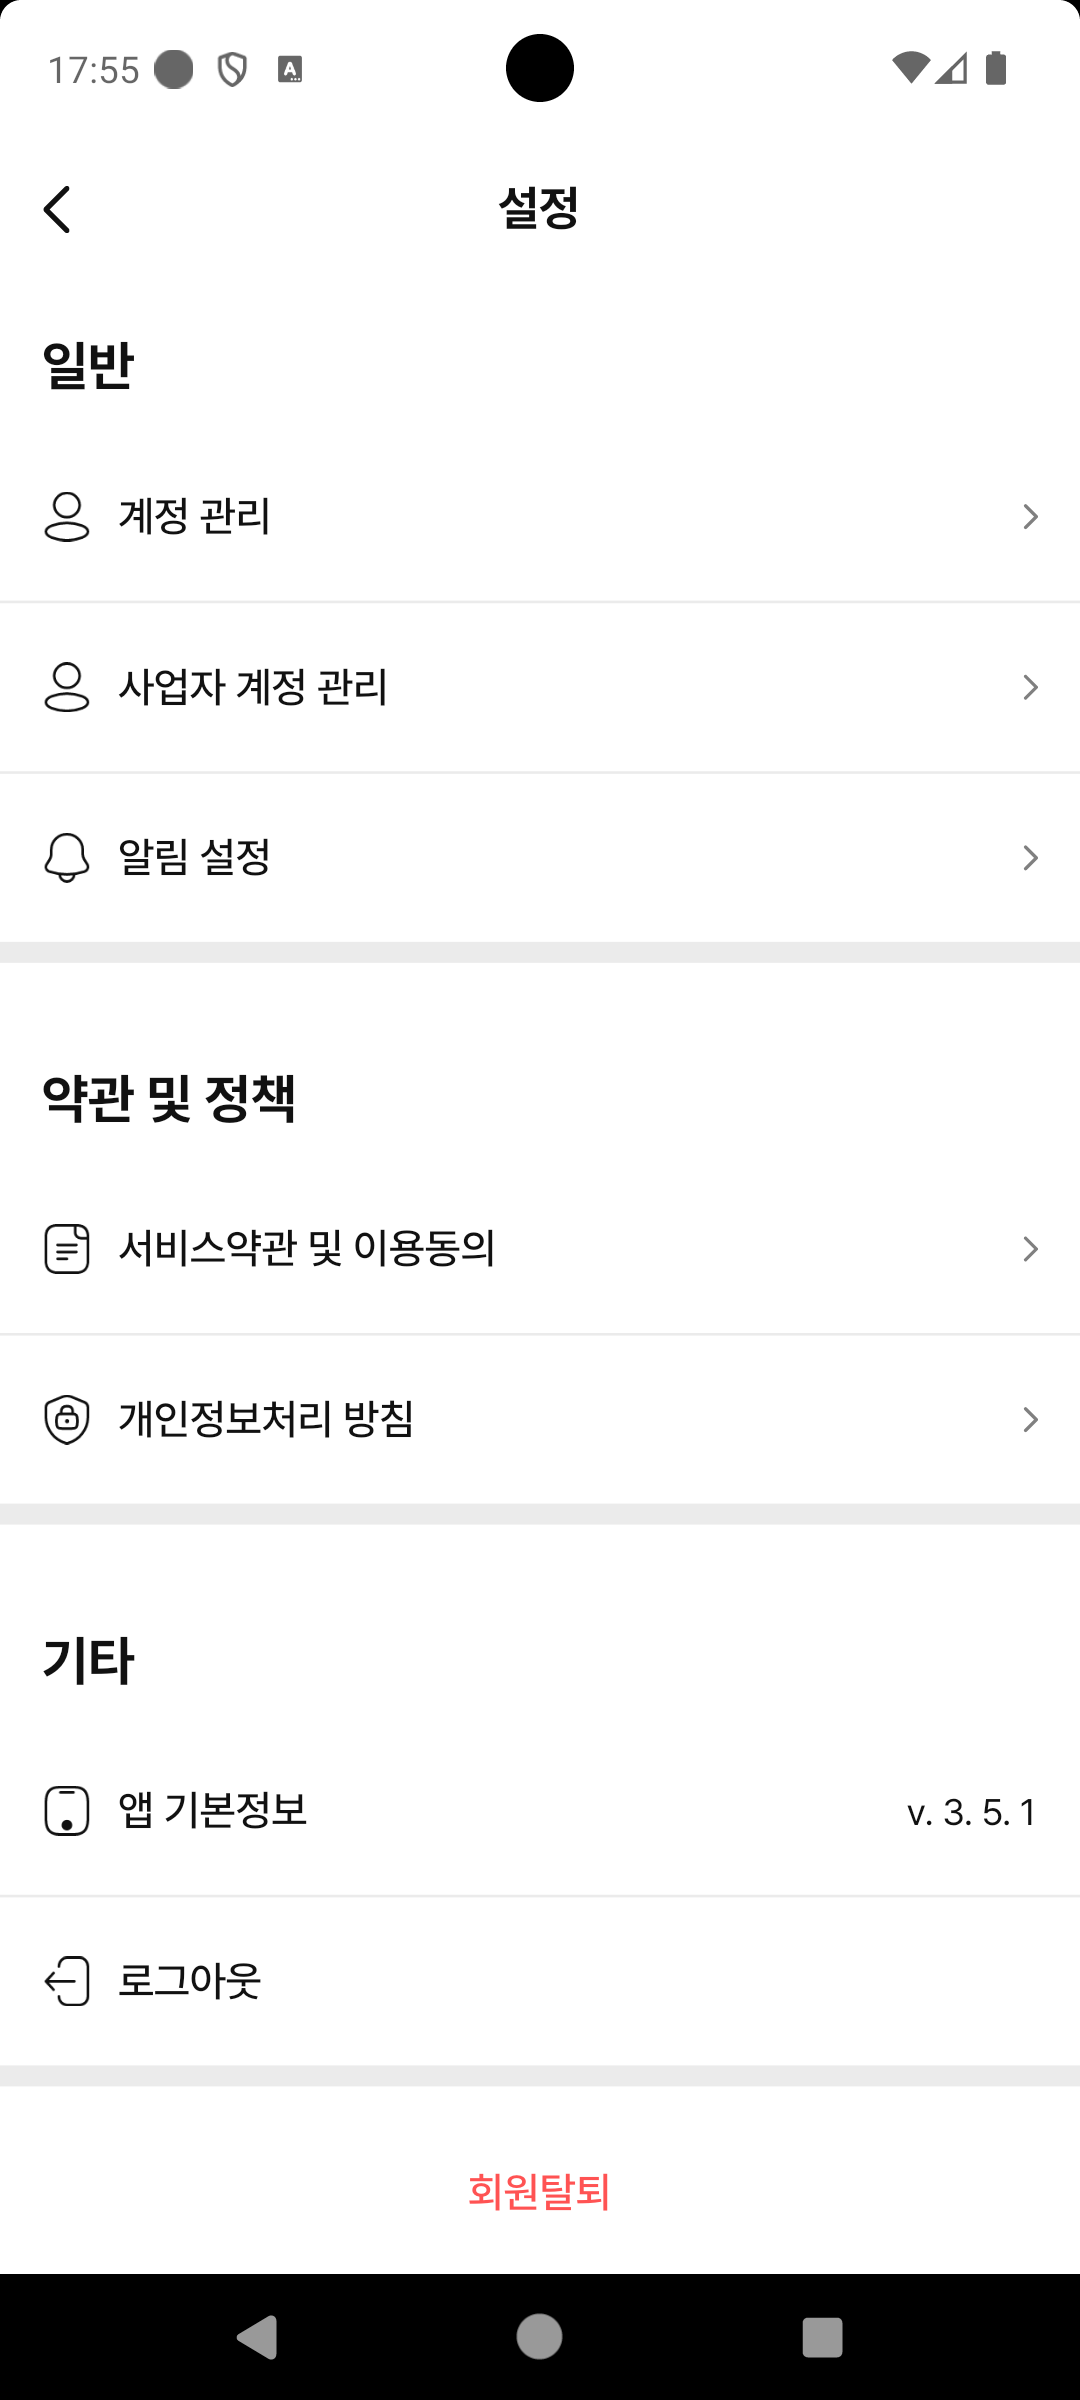 17:55
설정
일반
계정 관리
사업자 계정 관리
알림 설정
약관 및 정책
서비스약관 및 이용동의
개인정보처리 방침
기타
앱 기본정보 v. 3. 5. 1
로그아웃
회원탈퇴